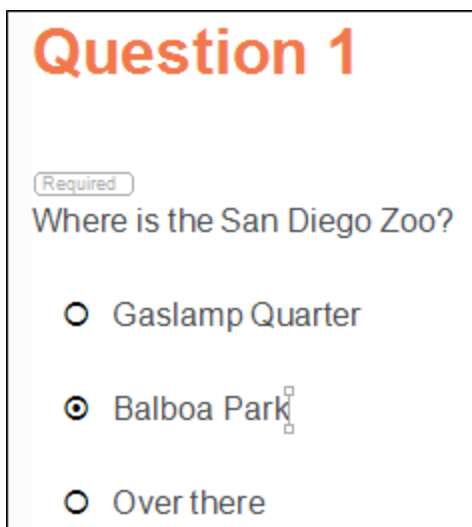 Question 1
Required
Where is the San Diego Zoo?
Gaslamp Quarter
Balboa Park
Over there